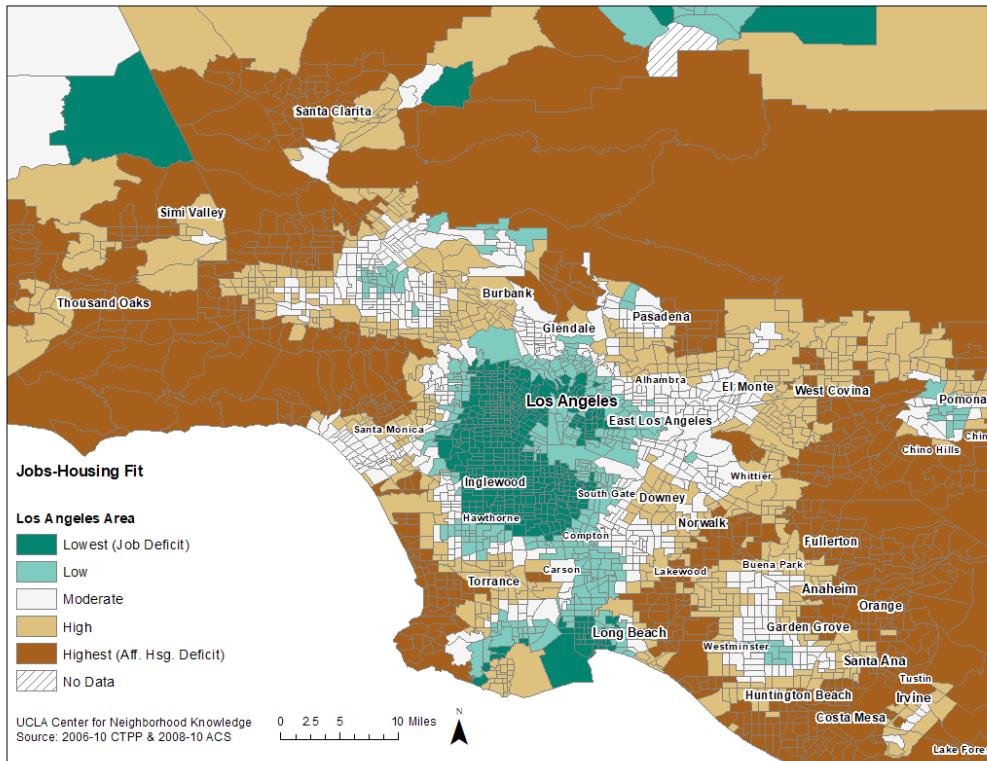 Santa Clarita
Simi Valley
Thousand Oaks
Burbank
Glendale
Pasadena
Alhambra
El Monte
West Covina
Pomona
Los Angeles
East Los Angeles
Santa Monica
Chin
Chino Hills
Inglewood
South Gate
Downey
Whittier
Hawthorne
Norwalk
Compton
Fullerton
Carson
Lakewood
Buena Park
Torrance
Anaheim
Orange
Long Beach
Garden Grove
Westminster
Santa Ana
Tustin
Huntington Beach
Irvine
Costa Mesa
Lake Fores
Jobs-Housing Fit
Los Angeles Area
Lowest (Job Deficit)
Low
Moderate
High
Highest (Aff. Hsg. Deficit)
No Data
UCLA Center for Neighborhood Knowledge
Source: 2006-10 CTPP & 2008-10 ACS
0 2.5 5 10 Miles
N